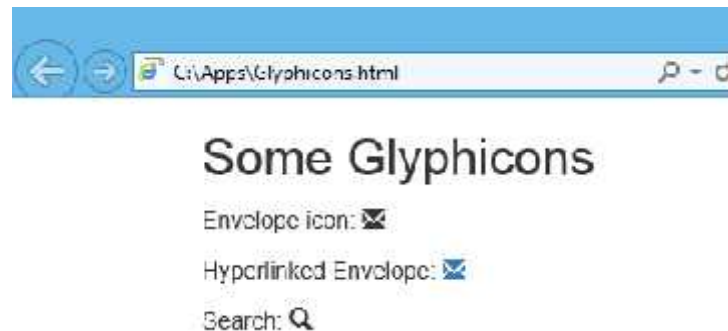 C:\Apps\Glyphicons.html
Some Glyphicons
Envelope icon:
Hyperlinked Envelope:
Search: